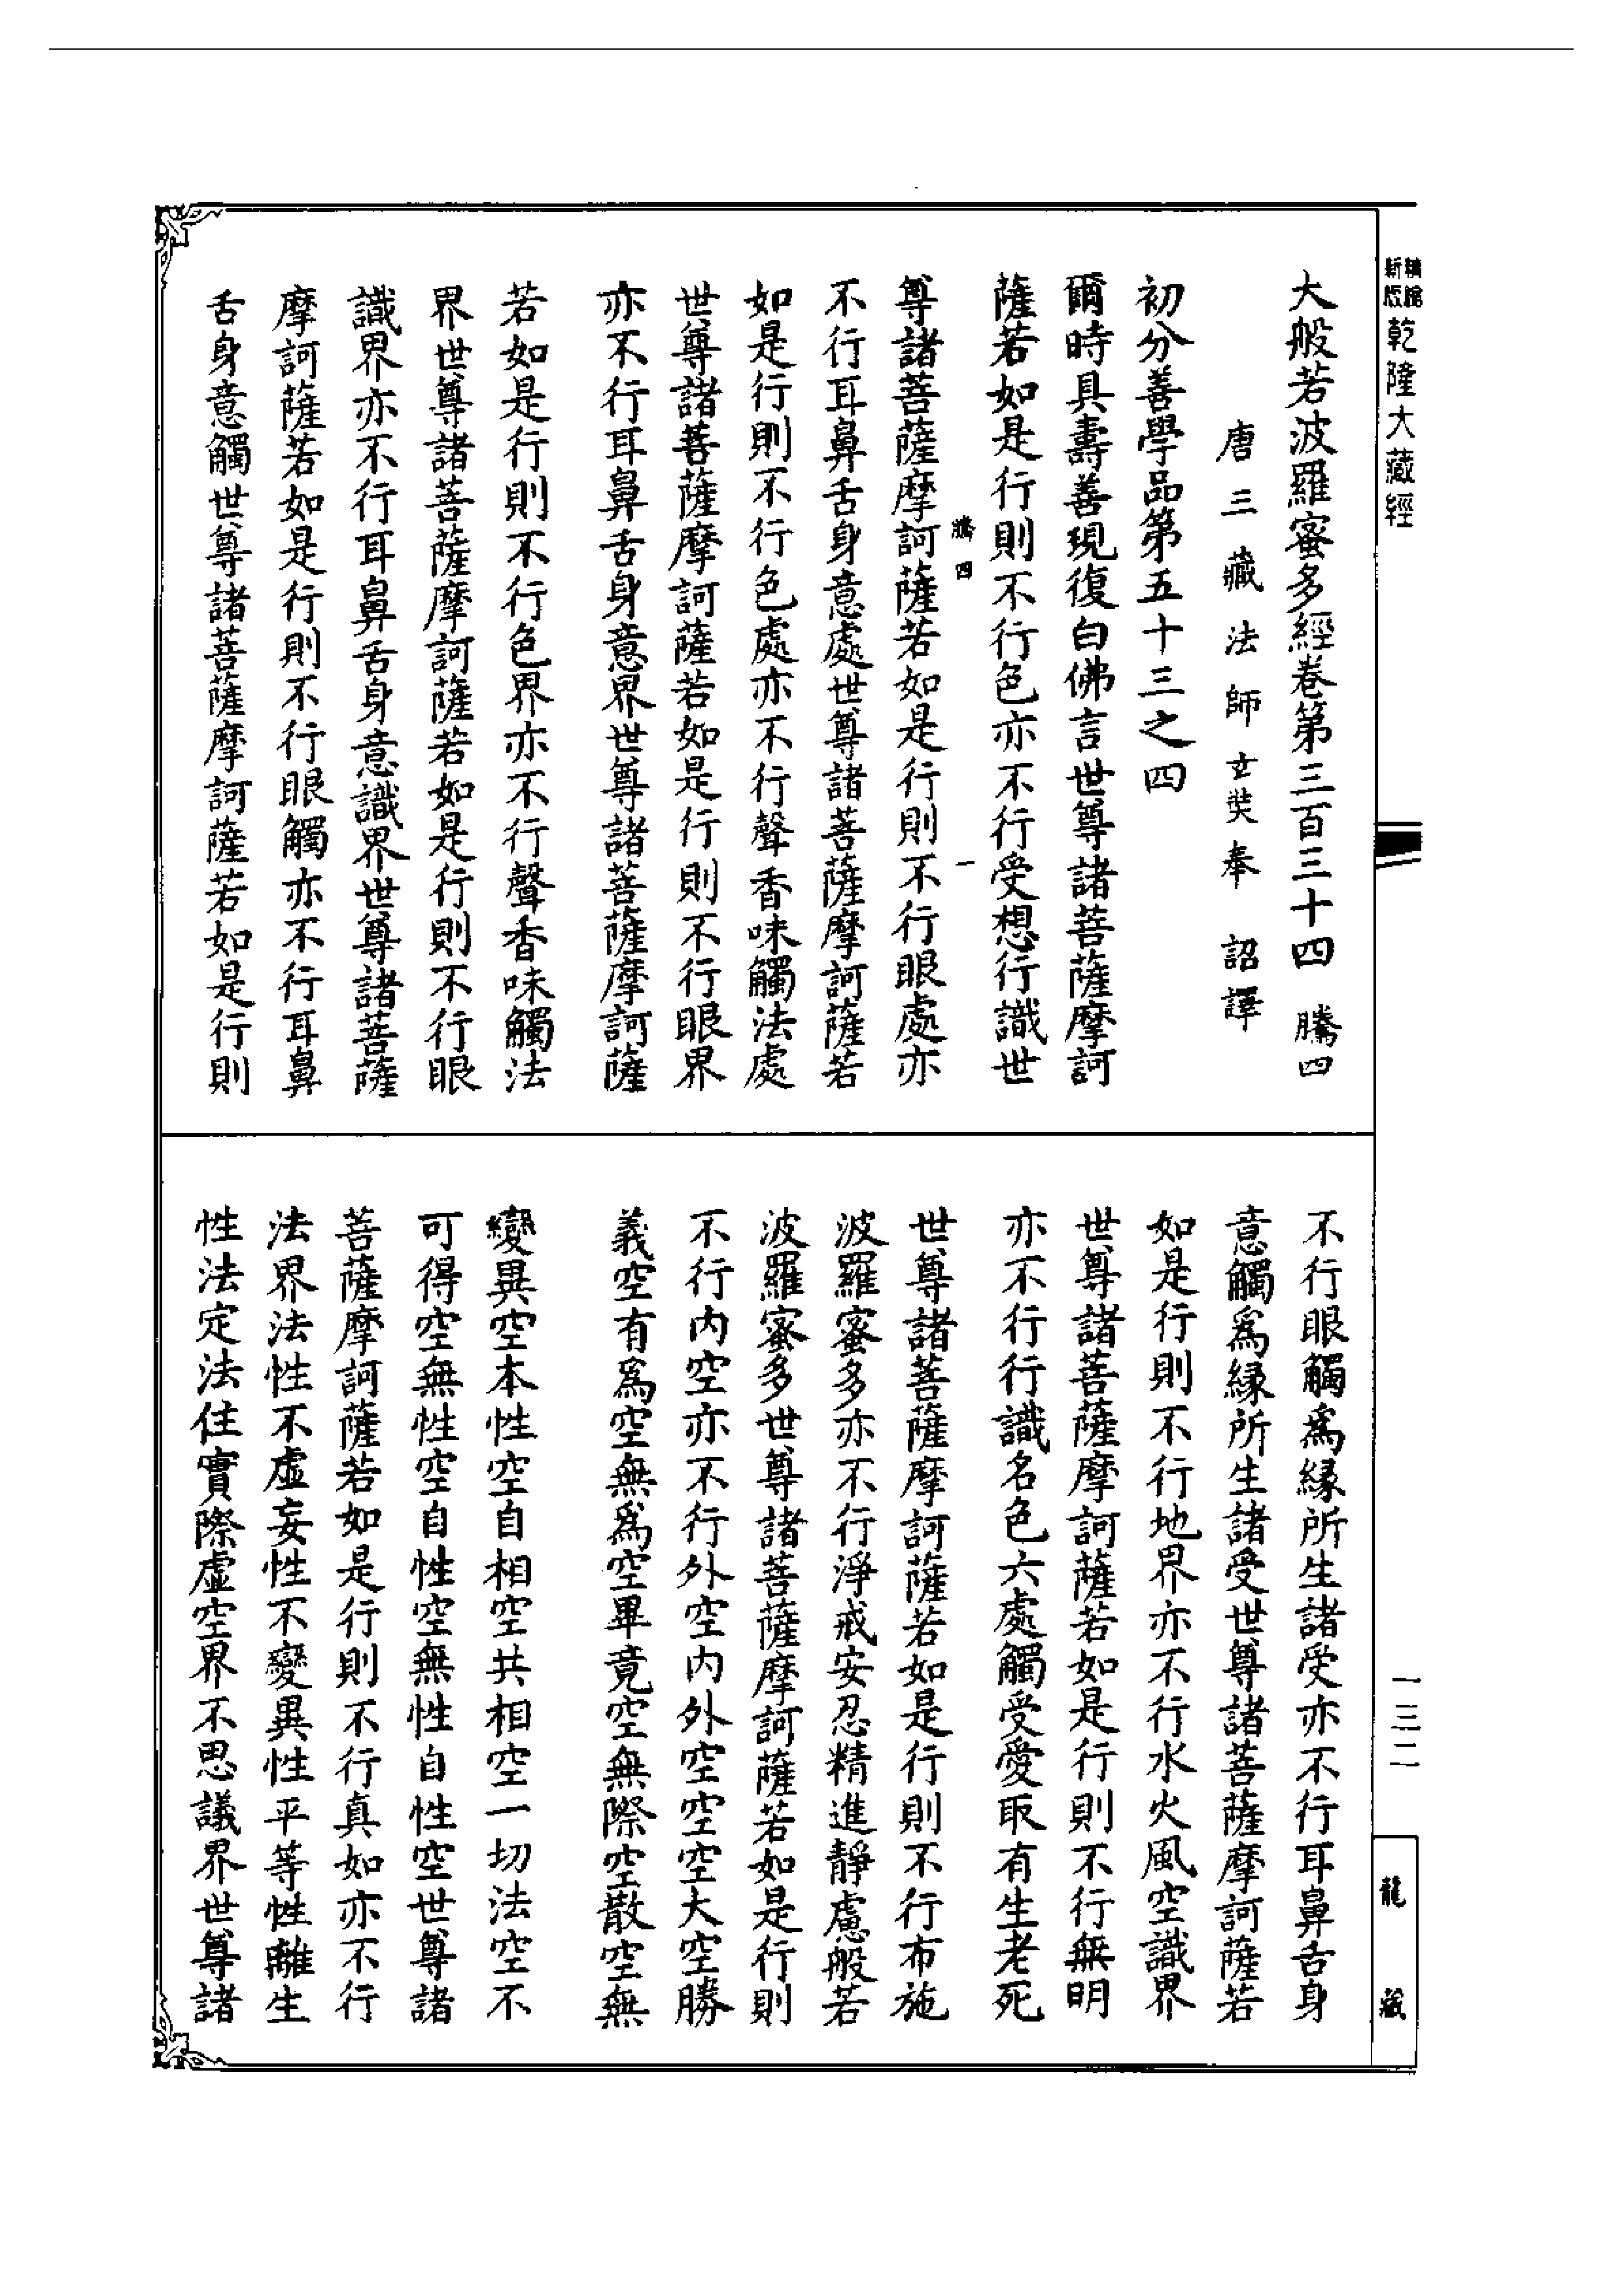 大般若波羅蜜多經卷第三百三十四　騰四
唐三藏法師玄奘奉　詔譯
初分善學品第五十三之四
爾時具壽善現復白佛言世尊諸菩薩摩訶
薩若如是行則不行色亦不行受想行識世
騰四　一
尊諸菩薩摩訶薩若如是行則不行眼處亦
不行耳鼻舌身意處世尊諸菩薩摩訶薩若
如是行則不行色處亦不行聲香味觸法處
世尊諸菩薩摩訶薩若如是行則不行眼界
亦不行耳鼻舌身意界世尊諸菩薩摩訶薩
若如是行則不行色界亦不行聲香味觸法
界世尊諸菩薩摩訶薩若如是行則不行眼
識界亦不行耳鼻舌身意識界世尊諸菩薩
摩訶薩若如是行則不行眼觸亦不行耳鼻
舌身意觸世尊諸菩薩摩訶薩若如是行則
不行眼觸爲縁所生諸受亦不行耳鼻舌身
意觸爲縁所生諸受世尊諸菩薩摩訶薩若
如是行則不行地界亦不行水火風空識界
世尊諸菩薩摩訶薩若如是行則不行無明
亦不行行識名色六處觸受愛取有生老死
世尊諸菩薩摩訶薩若如是行則不行布施
波羅蜜多亦不行淨戒安忍精進靜慮般若
波羅蜜多世尊諸菩薩摩訶薩若如是行則
不行内空亦不行外空内外空空空大空勝
義空有爲空無爲空畢竟空無際空散空無
變異空本性空自相空共相空一切法空不
可得空無性空自性空無性自性空世尊諸
菩薩摩訶薩若如是行則不行真如亦不行
法界法性不虛妄性不變異性平等性離生
性法定法住實際虛空界不思議界世尊諸
新版
乾隆大藏經
一三二
龍藏